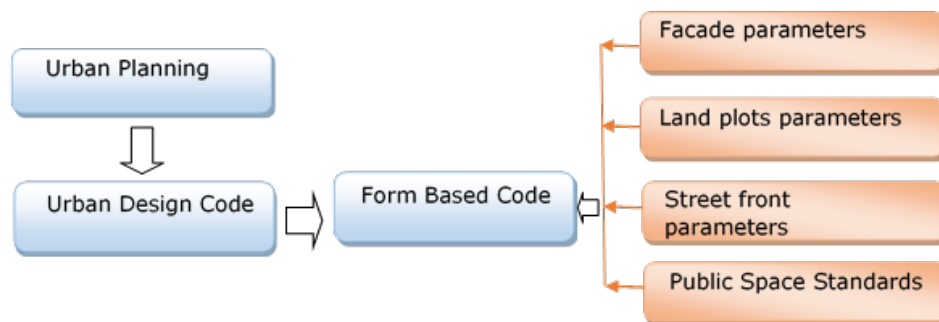 Urban Planning
Urban Design Code
Form Based Code
Facade parameters
Land plots parameters
Street front
parameters
Public Space Standards